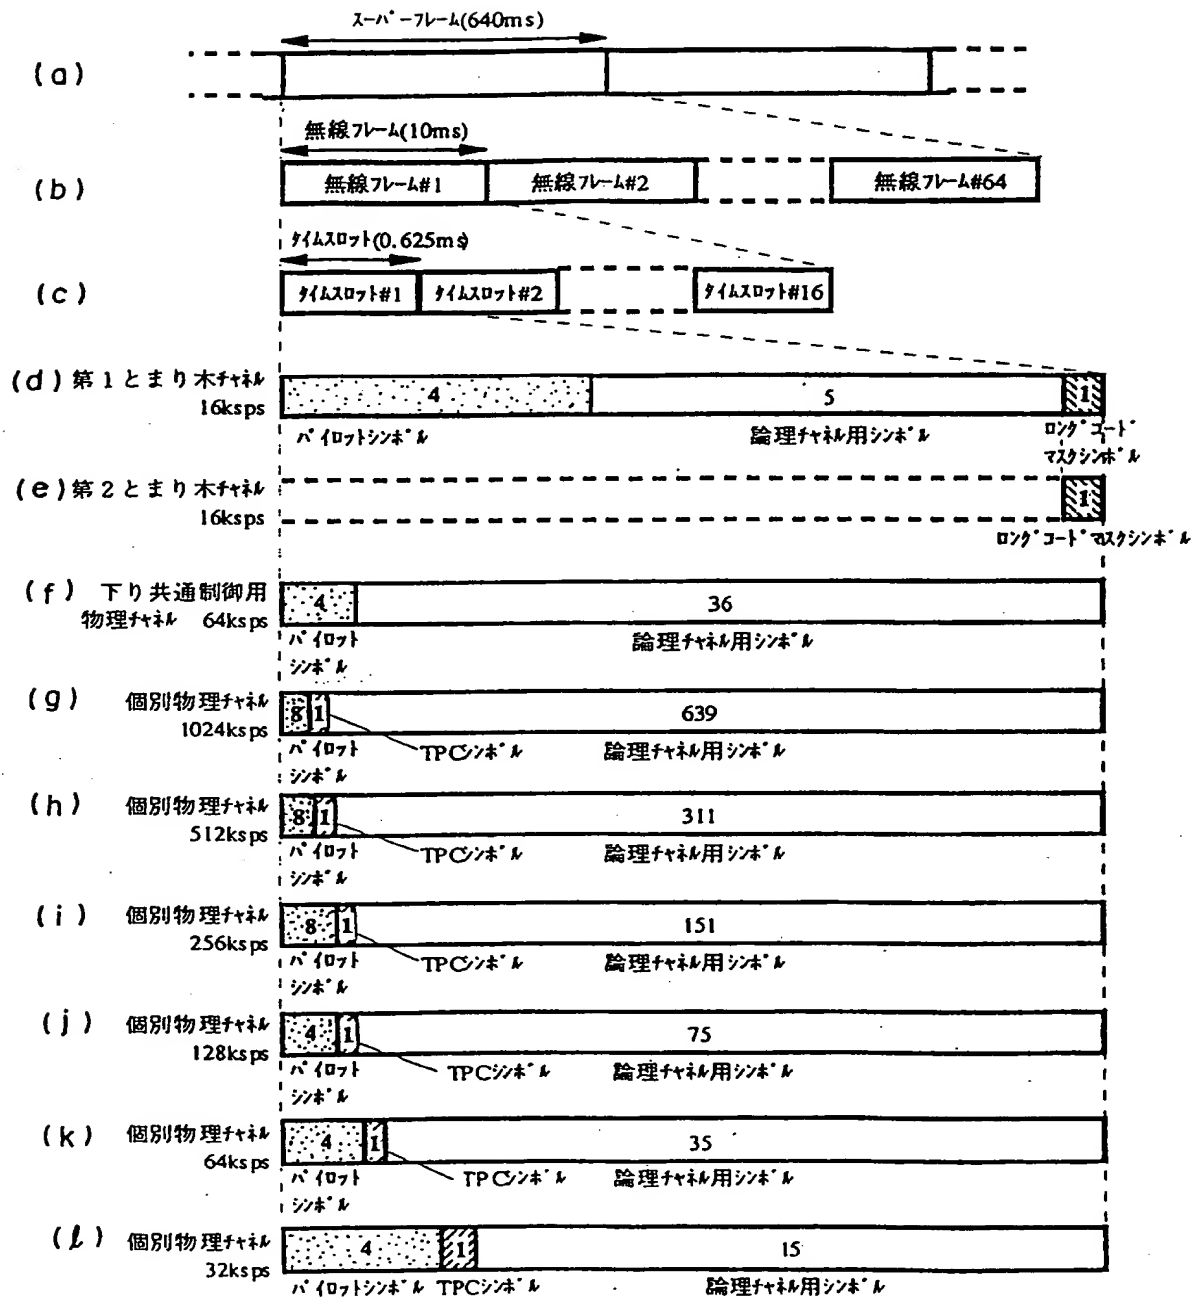 スーパーフレーム(640ms)
(a)
無線フレーム(10ms)
(b)
無線フレーム#1 無線フレーム#2 無線フレーム#64
タイムスロット(0.625ms)
(c)
タイムスロット#1 タイムスロット#2 タイムスロット#16
(d) 第1とまり木チャネル
16ksps
4 5 1
パイロットシンボル 論理チャネル用シンボル ロングコード
マスクシンボル
(e) 第2とまり木チャネル
16ksps
1
ロングコードマスクシンボル
(f) 下り共通制御用
物理チャネル 64ksps
4 36
パイロット 論理チャネル用シンボル
シンボル
(g) 個別物理チャネル
1024ksps
8 1 639
パイロット TPCシンボル 論理チャネル用シンボル
シンボル
(h) 個別物理チャネル
512ksps
8 1 311
パイロット TPCシンボル 論理チャネル用シンボル
シンボル
(i) 個別物理チャネル
256ksps
8 1 151
パイロット TPCシンボル 論理チャネル用シンボル
シンボル
(j) 個別物理チャネル
128ksps
4 1 75
パイロット TPCシンボル 論理チャネル用シンボル
シンボル
(k) 個別物理チャネル
64ksps
4 1 35
パイロット TPCシンボル 論理チャネル用シンボル
シンボル
(l) 個別物理チャネル
32ksps
4 1 15
パイロットシンボル TPCシンボル 論理チャネル用シンボル